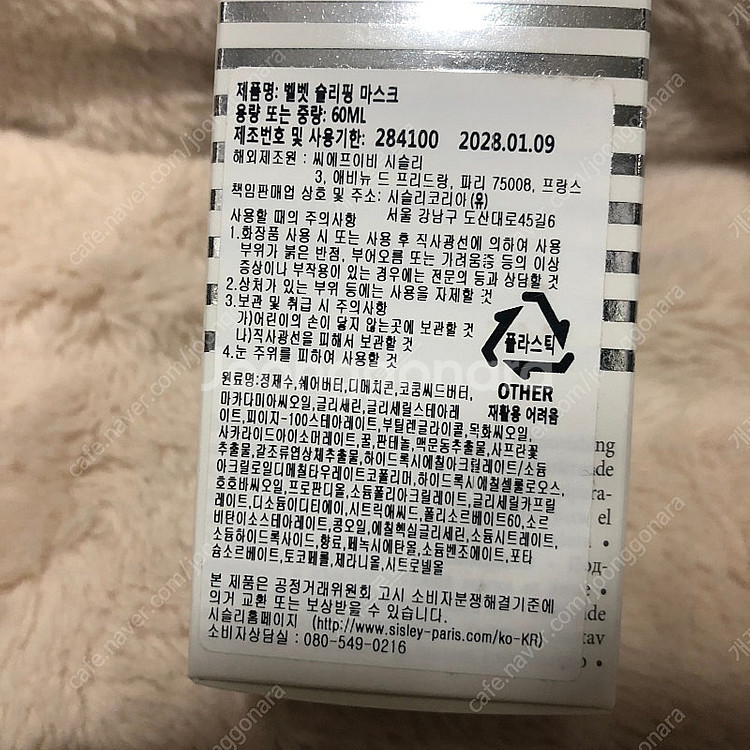 제품명: 벨벳 슬리핑 마스크
용량 또는 중량: 60ML
제조번호 및 사용기한: 284100 2028.01.09
해외제조원 : 씨에프이비 시슬리
3, 애비뉴 드 프리드랑, 파리 75008, 프랑스
책임판매업 상호 및 주소: 시슬리코리아(유)
서울 강남구 도산대로45길6
사용할 때의 주의사항
1.화장품 사용 시 또는 사용 후 직사광선에 의하여 사용
부위가 붉은 반점, 부어오름 또는 가려움증 등의 이상
증상이나 부작용이 있는 경우에는 전문의 등과 상담할 것
2.상처가 있는 부위 등에는 사용을 자제할 것
3.보관 및 취급 시 주의사항
가)어린이의 손이 닿지 않는곳에 보관할 것
나)직사광선을 피해서 보관할 것
4.눈 주위를 피하여 사용할 것
플라스틱
OTHER
재활용 어려움
원료명:정제수,쉐어버터,디메치콘,코쿰씨드버터,
마카다미아씨오일,글리세린,글리세릴스테아레
이트,피이지-100스테아레이트,부틸렌글라이콜,목화씨오일,
사카라이드아이소머레이트,꿀,판테놀,맥문동추출물,사프란꽃
추출물,갈조류엽상체추출물,하이드록시에칠아크릴레이트/소듐
아크릴로일디메칠타우레이트코폴리머,하이드록시에칠셀룰로오스,
호호바씨오일,프로판디올,소듐폴리아크릴레이트,글리세릴카프릴
레이트,디소듐이디티에이,시트릭애씨드,폴리소르베이트60,소르
비탄이소스테아레이트,콩오일,에칠헥실글리세린,소듐시트레이트,
소듐하이드록사이드,향료,페녹시에탄올,소듐벤조에이트,포타
슘소르베이트,토코페롤,제라니올,시트로넬올
본 제품은 공정거래위원회 고시 소비자분쟁해결기준에
의거 교환 또는 보상받을 수 있습니다.
시슬리홈페이지 (http://www.sisley-paris.com/ko-KR)
소비자상담실 : 080-549-0216
ing
ide
ra-
el
де
tav
joonggonara
cafe.naver.com/joonggonara